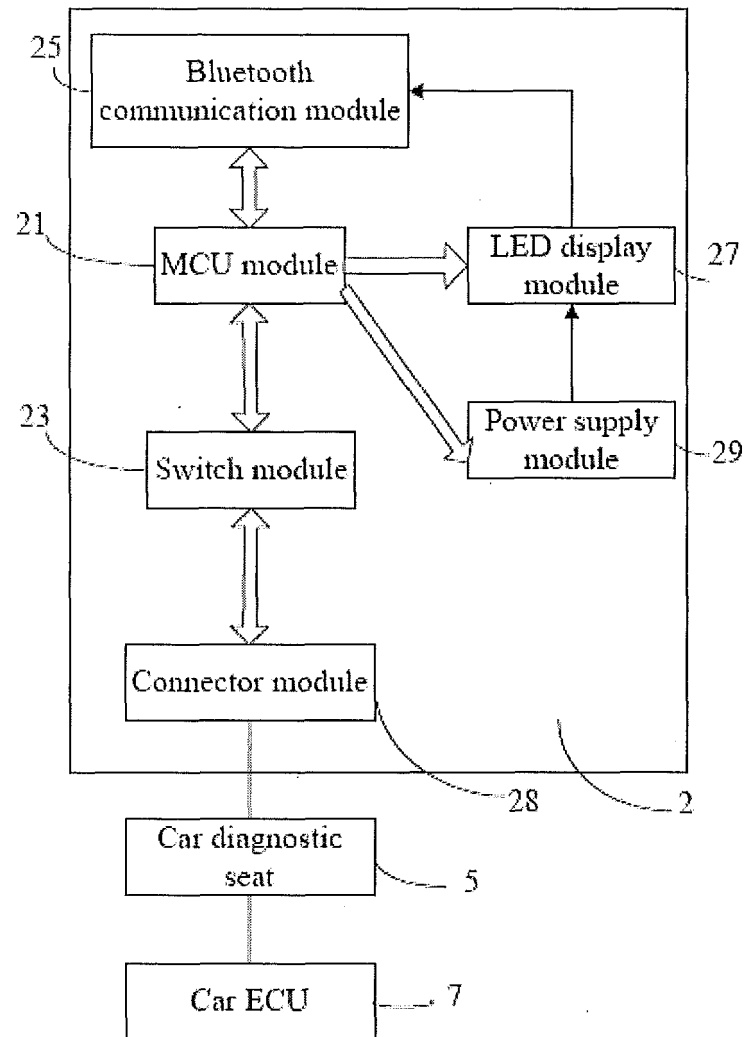 25
Bluetooth
communication module
21
MCU module
LED display
module
27
23
Switch module
Power supply
module
29
Connector module
28
2
Car diagnostic
seat
5
Car ECU
7